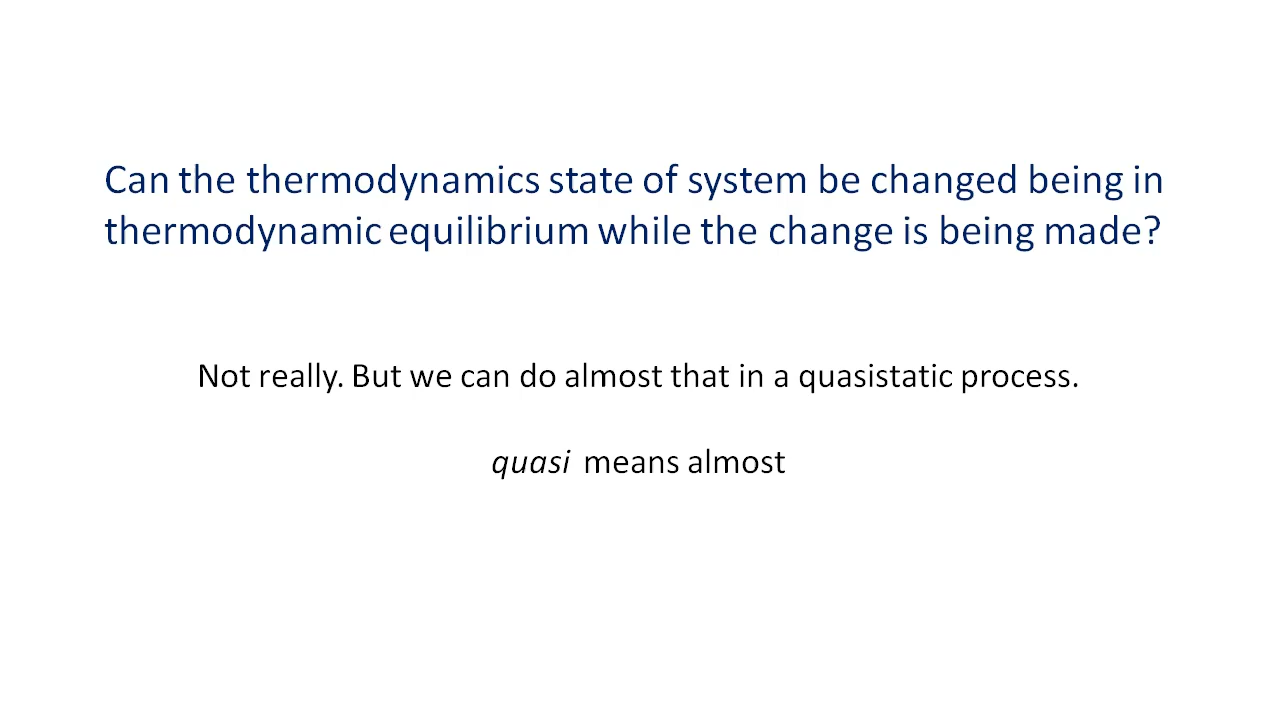 Can the thermodynamics state of system be changed being in
thermodynamic equilibrium while the change is being made?
Not really. But we can do almost that in a quasistatic process.
quasi means almost